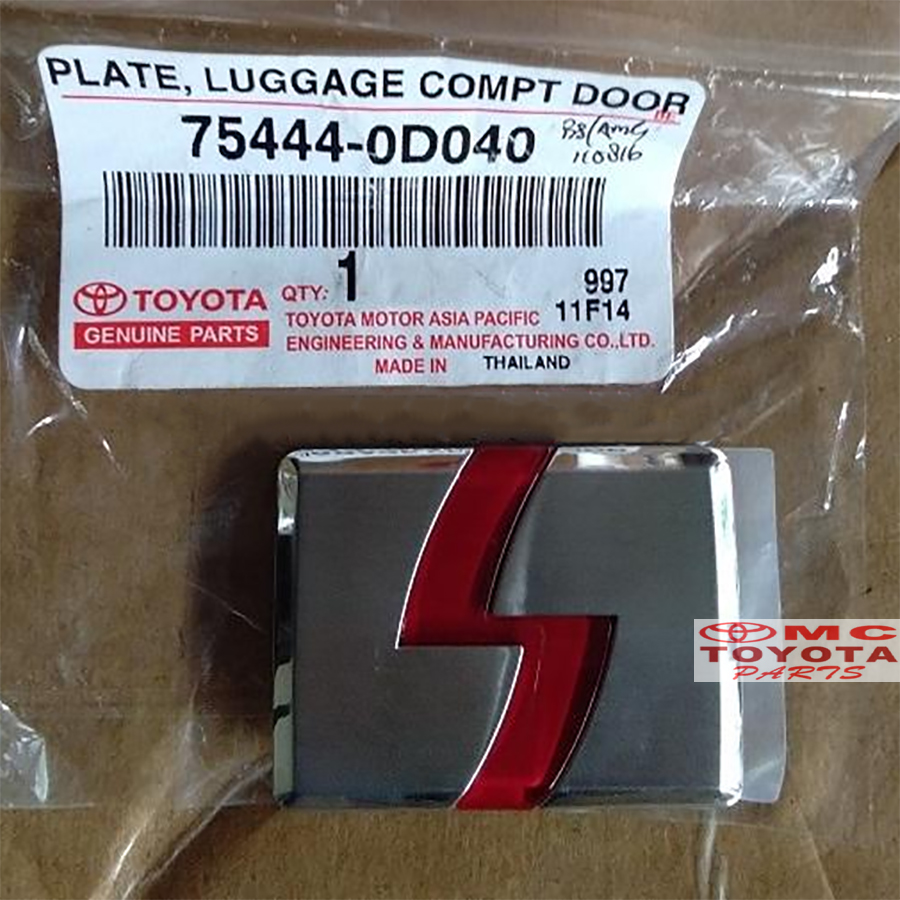 PLATE, LUGGAGE COMPT DOOR
75444-0D040
110816
TOYOTA
GENUINE PARTS
QTY: 1
997
11F14
TOYOTA MOTOR ASIA PACIFIC
ENGINEERING & MANUFACTURING CO.,LTD.
MADE IN THAILAND
MC
TOYOTA
PARTS